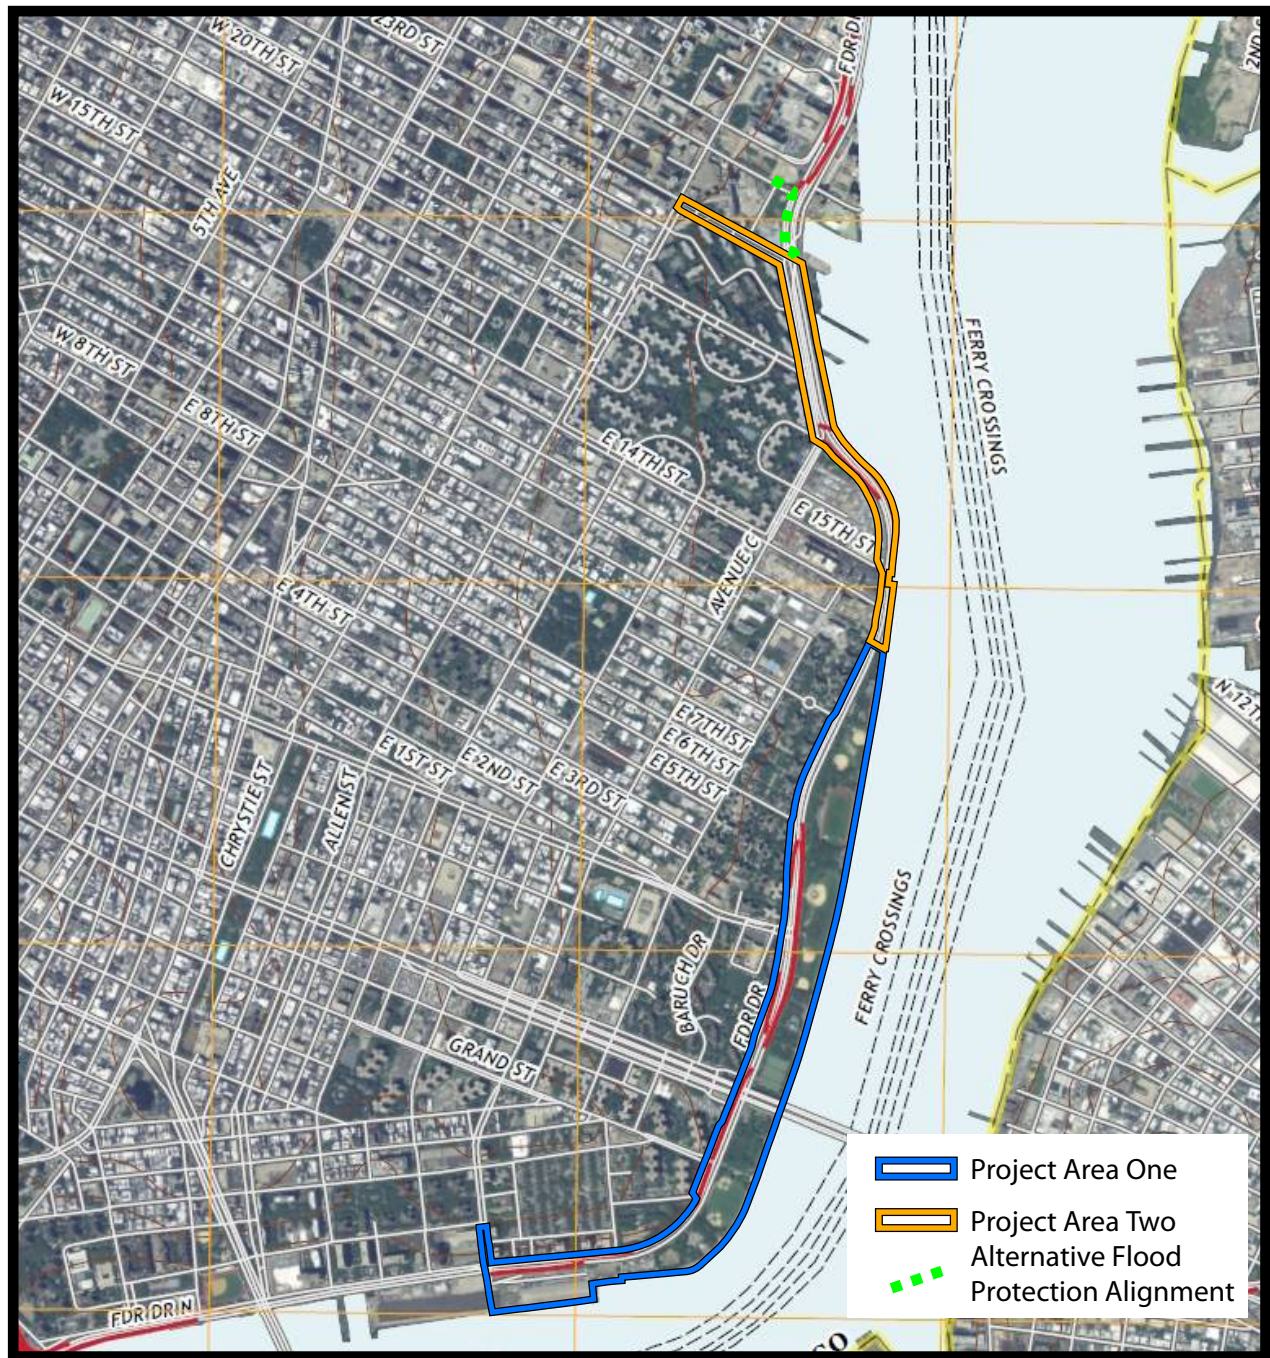 23RD ST
W 20TH ST
FDR D
2ND
W 15TH ST
5TH AVE
FERRY CROSSINGS
W 8TH ST
E 8TH ST
E 14TH ST
E 15TH ST
AVENUE C
E 4TH ST
N 12T
E 7TH ST
E 6TH ST
E 5TH ST
E 1ST ST
E 2ND ST
E 3RD ST
CHRYSTIE ST
ALLEN ST
FERRY CROSSINGS
BARUCH DR
FDR DR
GRAND ST
Project Area One
Project Area Two
Alternative Flood
Protection Alignment
FDR DR N